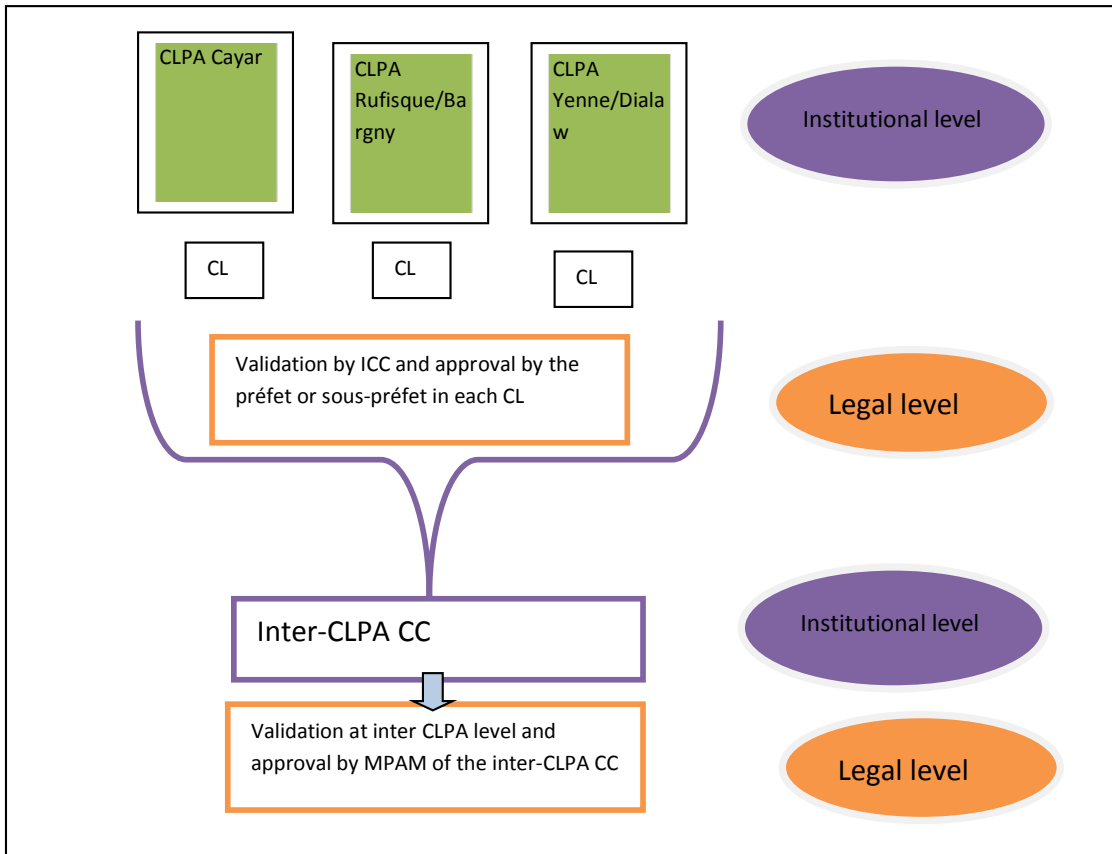 CLPA Cayar
CLPA
Rufisque/Ba
rgny
CLPA
Yenne/Diala
w
Institutional level
CL
CL
CL
Validation by ICC and approval by the
préfet or sous-préfet in each CL
Legal level
Inter-CLPA CC
Institutional level
Validation at inter CLPA level and
approval by MPAM of the inter-CLPA CC
Legal level